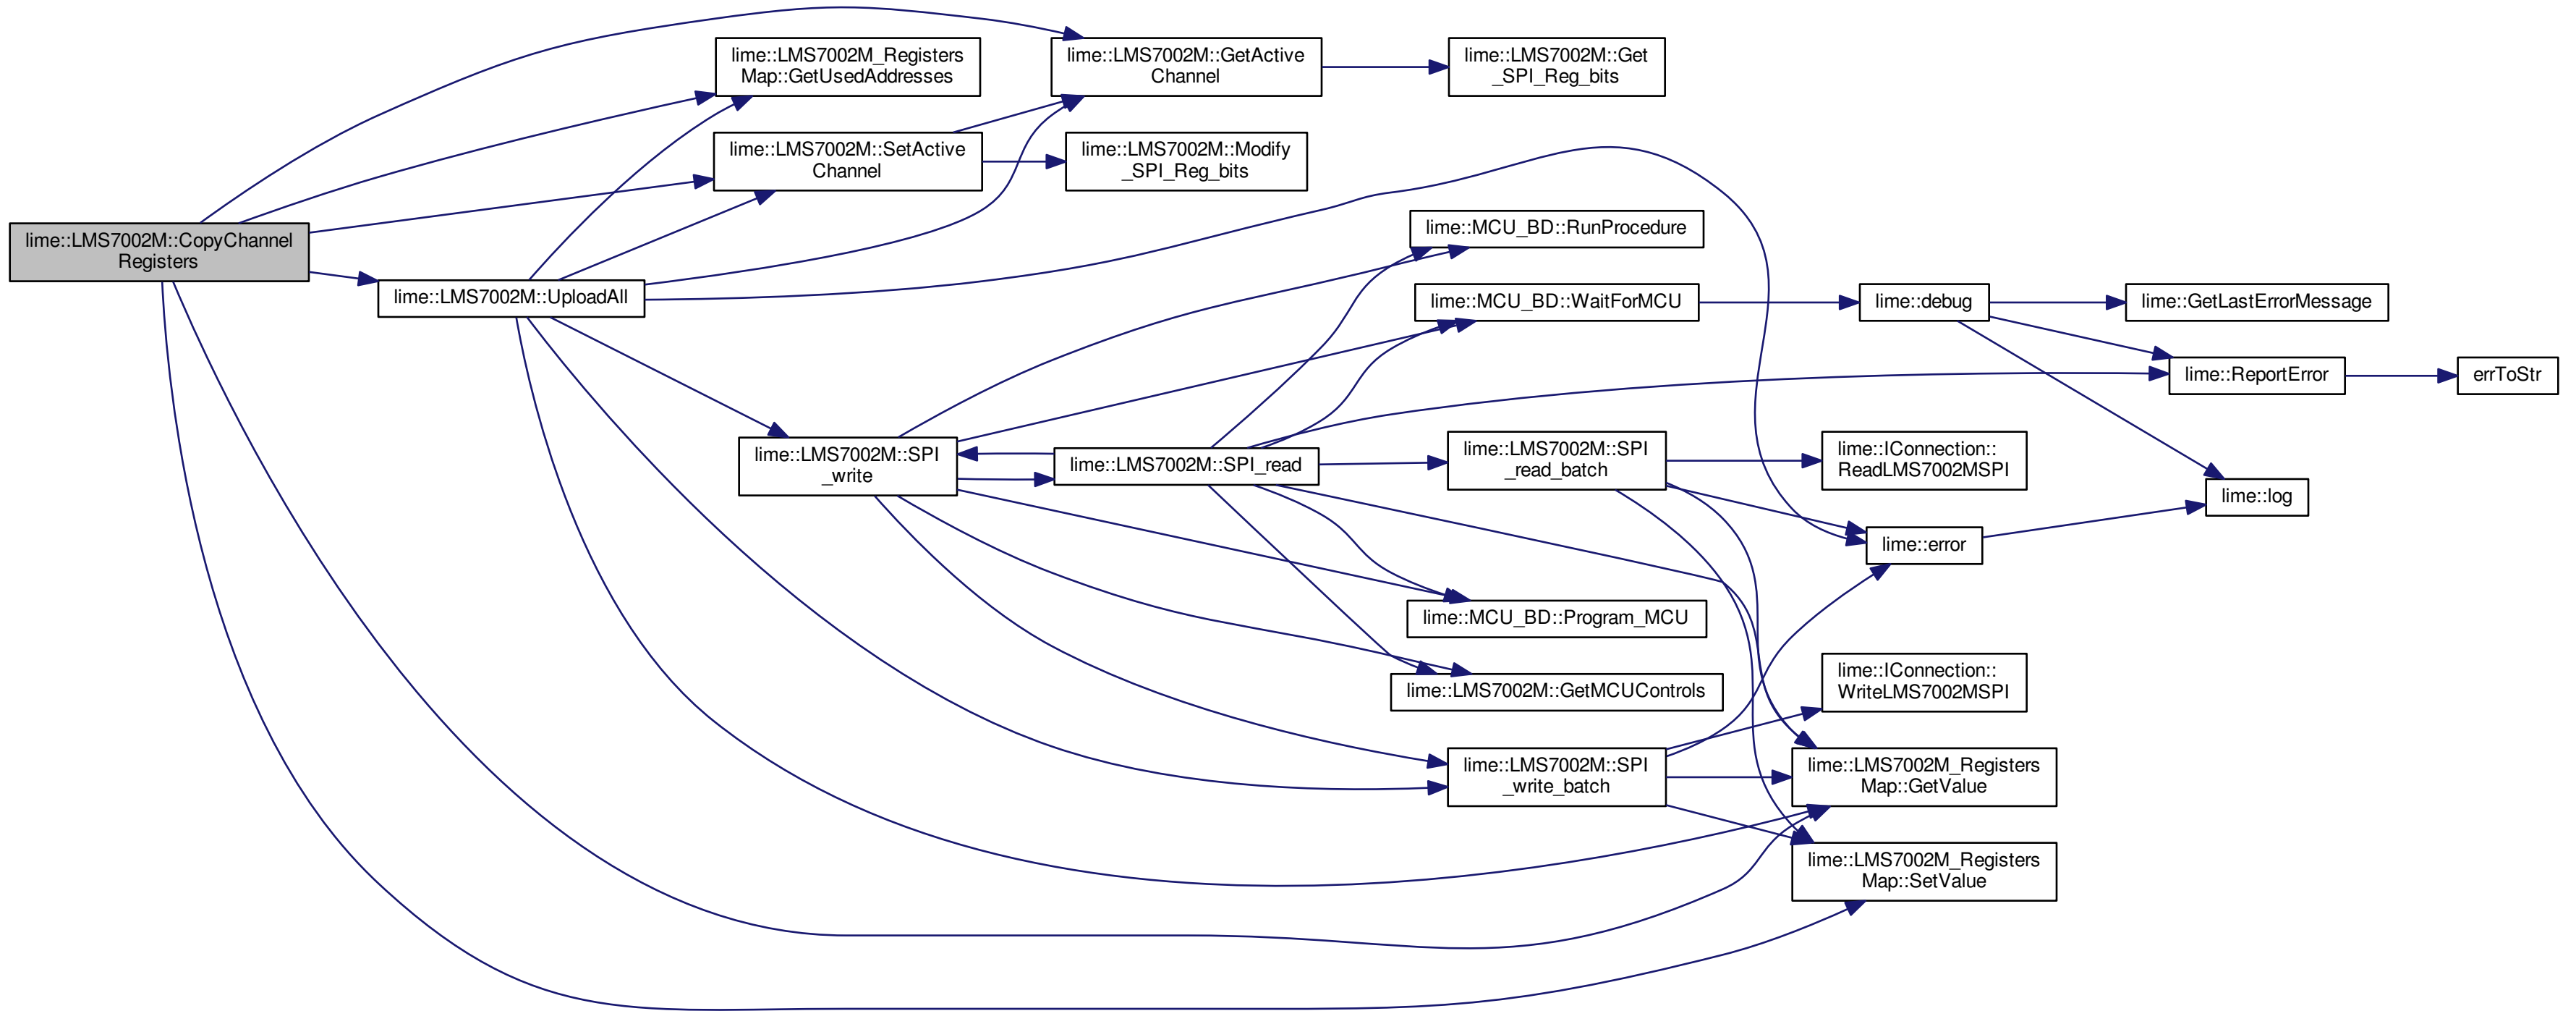 lime::LMS7002M::CopyChannel
Registers
lime::LMS7002M::UploadAll
lime::LMS7002M_Registers
Map::GetUsedAddresses
lime::LMS7002M::SetActive
Channel
lime::LMS7002M::SPI
_write
lime::LMS7002M::GetActive
Channel
lime::LMS7002M::Modify
_SPI_Reg_bits
lime::LMS7002M::SPI_read
lime::LMS7002M::Get
_SPI_Reg_bits
lime::MCU_BD::RunProcedure
lime::MCU_BD::WaitForMCU
lime::LMS7002M::SPI
_read_batch
lime::MCU_BD::Program_MCU
lime::LMS7002M::GetMCUControls
lime::LMS7002M::SPI
_write_batch
lime::debug
lime::IConnection::
ReadLMS7002MSPI
lime::error
lime::IConnection::
WriteLMS7002MSPI
lime::LMS7002M_Registers
Map::GetValue
lime::LMS7002M_Registers
Map::SetValue
lime::GetLastErrorMessage
lime::ReportError
lime::log
errToStr